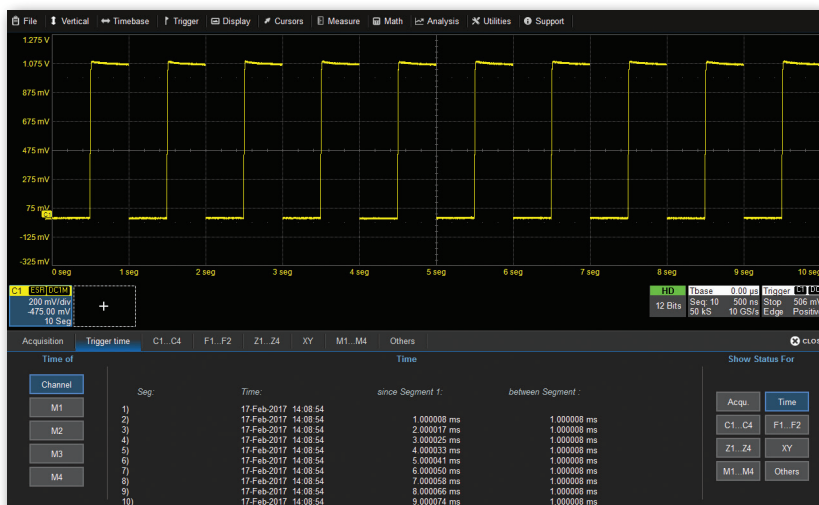 File Vertical Timebase Trigger Display Cursors Measure Math Analysis Utilities Support
1.275 V
1.075 V
875 mV
675 mV
475 mV
275 mV
75 mV
C1
-125 mV
-325 mV
0 seg 1 seg 2 seg 3 seg 4 seg 5 seg 6 seg 7 seg 8 seg 9 seg 10 seg
C1 ESR DC1M
200 mV/div
-475.00 mV
10 Seg
+
HD
12 Bits
Tbase 0.00 µs
Seq: 10 500 ns
50 kS 10 GS/s
Trigger C1 DC
Stop 506 mV
Edge Positive
Acquisition Trigger time C1...C4 F1...F2 Z1...Z4 XY M1...M4 Others CLOS
Time of Time Show Status For
Channel
M1
M2
M3
M4
Seg: Time: since Segment 1: between Segment :
1) 17-Feb-2017 14:08:54
2) 17-Feb-2017 14:08:54 1.000008 ms 1.000008 ms
3) 17-Feb-2017 14:08:54 2.000017 ms 1.000008 ms
4) 17-Feb-2017 14:08:54 3.000025 ms 1.000008 ms
5) 17-Feb-2017 14:08:54 4.000033 ms 1.000008 ms
6) 17-Feb-2017 14:08:54 5.000041 ms 1.000008 ms
7) 17-Feb-2017 14:08:54 6.000050 ms 1.000008 ms
8) 17-Feb-2017 14:08:54 7.000058 ms 1.000008 ms
9) 17-Feb-2017 14:08:54 8.000066 ms 1.000008 ms
10) 17-Feb-2017 14:08:54 9.000074 ms 1.000008 ms
Acqu. Time
C1...C4 F1...F2
Z1...Z4 XY
M1...M4 Others